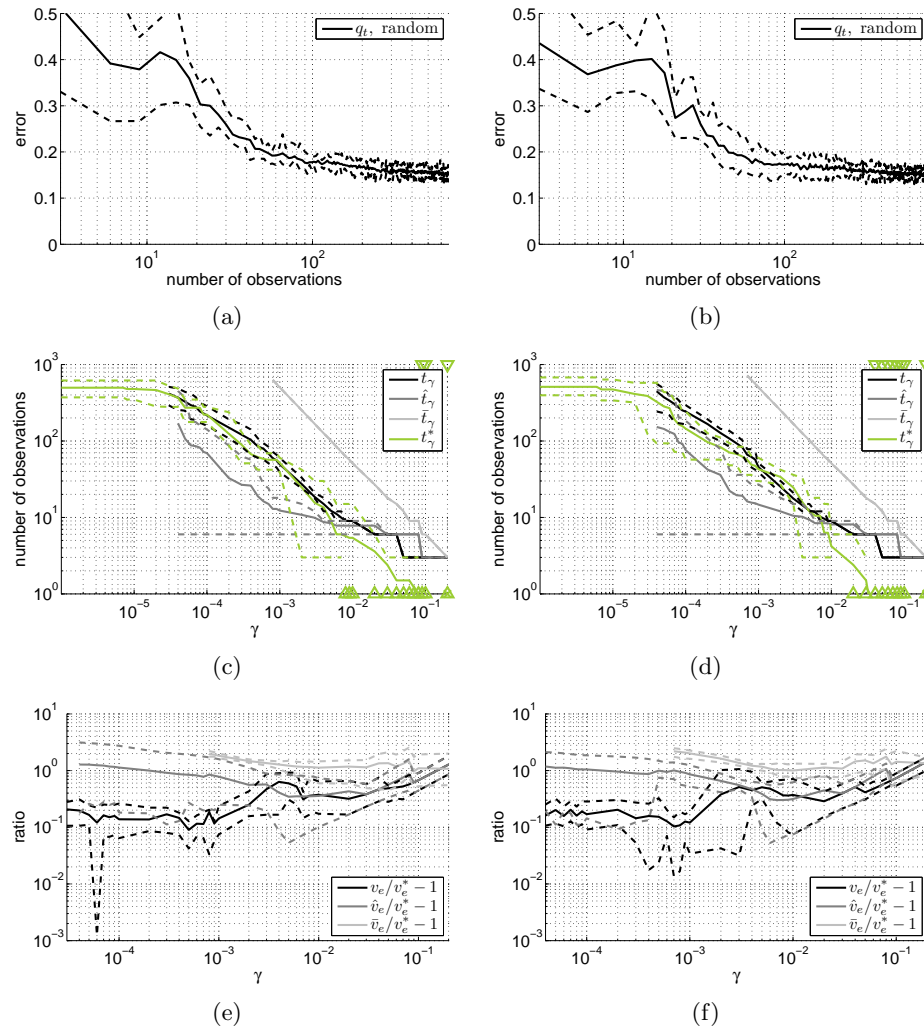 0.5
0.4
0.3
0.2
0.1
0
error
10^1
10^2
number of observations
q_t, random
(a)
0.5
0.4
0.3
0.2
0.1
0
error
10^1
10^2
number of observations
q_t, random
(b)
10^3
10^2
10^1
10^0
number of observations
10^-5
10^-4
10^-3
10^-2
10^-1
γ
t_γ
t̂_γ
t̄_γ
t*_γ
(c)
10^3
10^2
10^1
10^0
number of observations
10^-5
10^-4
10^-3
10^-2
10^-1
γ
t_γ
t̂_γ
t̄_γ
t*_γ
(d)
10^1
10^0
10^-1
10^-2
10^-3
ratio
10^-4
10^-3
10^-2
10^-1
γ
v_e/v*_e − 1
v̂_e/v*_e − 1
v̄_e/v*_e − 1
(e)
10^1
10^0
10^-1
10^-2
10^-3
ratio
10^-4
10^-3
10^-2
10^-1
γ
v_e/v*_e − 1
v̂_e/v*_e − 1
v̄_e/v*_e − 1
(f)